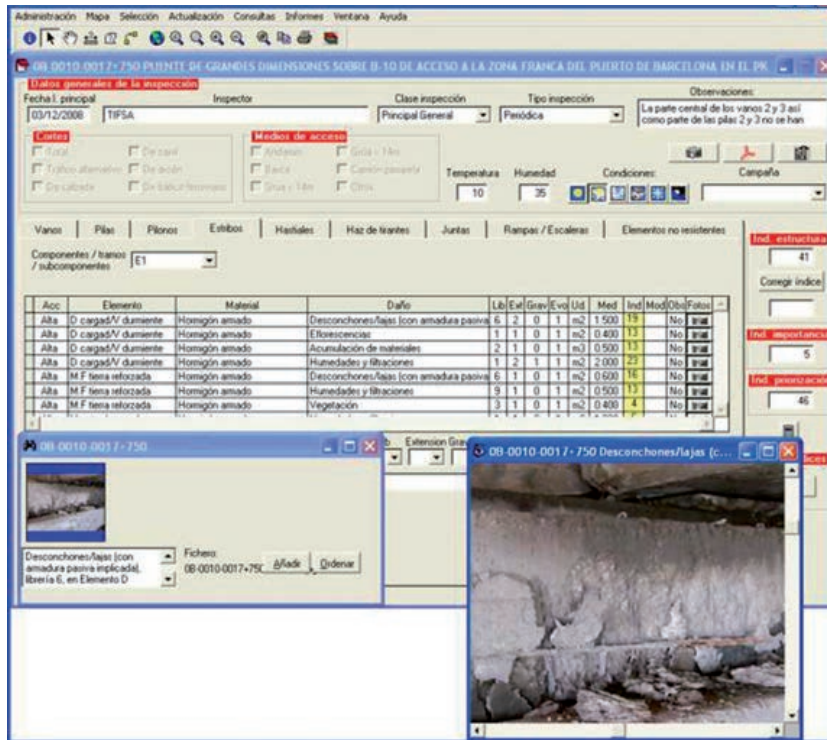 Administración Mapa Selección Actualización Consultas Informes Ventana Ayuda
0B-0010-0017+750 PUENTE DE GRANDES DIMENSIONES SOBRE B-10 DE ACCESO A LA ZONA FRANCA DEL PUERTO DE BARCELONA EN EL PK
Datos generales de la inspección
Fecha I. principal Inspector Clase inspección Tipo inspección Observaciones
03/12/2008 TIFSA Principal General Periódica La parte central de los vanos 2 y 3 así
como parte de las pilas 2 y 3 no se han
Cortes Medios de acceso
Total De carril Andamio Grúa > 14m
Tráfico alternativo De arcén Barca Camión pasarela
De calzada De tráfico ferroviario Grúa < 14m Otros
Temperatura Humedad Condiciones: Campaña
10 35
Vanos Pilas Pilonos Estribos Hastiales Haz de tirantes Juntas Rampas / Escaleras Elementos no resistentes
Componentes / tramos
/ subcomponentes E1
Ind. estructura
41
Corregir índice
Ind. importancia
5
Ind. priorización
46
Acc Elemento Material Daño Lib Ext Grav Evo Ud. Med Ind Mod Obs Fotos
Alta D cargad/V durmiente Hormigón armado Desconchones/lajas (con armadura pasiva 6 2 0 1 m2 1.500 19 No
Alta D cargad/V durmiente Hormigón armado Eflorescencias 1 1 0 1 m2 0.400 13 No
Alta D cargad/V durmiente Hormigón armado Acumulación de materiales 2 1 0 1 m3 0.500 13 No
Alta D cargad/V durmiente Hormigón armado Humedades y filtraciones 1 2 1 1 m2 2.000 23 No
Alta M.F tierra reforzada Hormigón armado Desconchones/lajas (con armadura pasiva 6 1 0 1 m2 0.600 16 No
Alta M.F tierra reforzada Hormigón armado Humedades y filtraciones 9 1 0 1 m2 0.500 13 No
Alta M.F tierra reforzada Hormigón armado Vegetación 3 1 0 1 m2 0.400 4 No
0B-0010-0017+750
Extension Grav
Desconchones/lajas (con
armadura pasiva implicada),
librería 6, en Elemento D
Fichero:
0B-0010-0017+750
Añadir Ordenar
0B-0010-0017+750 Desconchones/lajas (c...